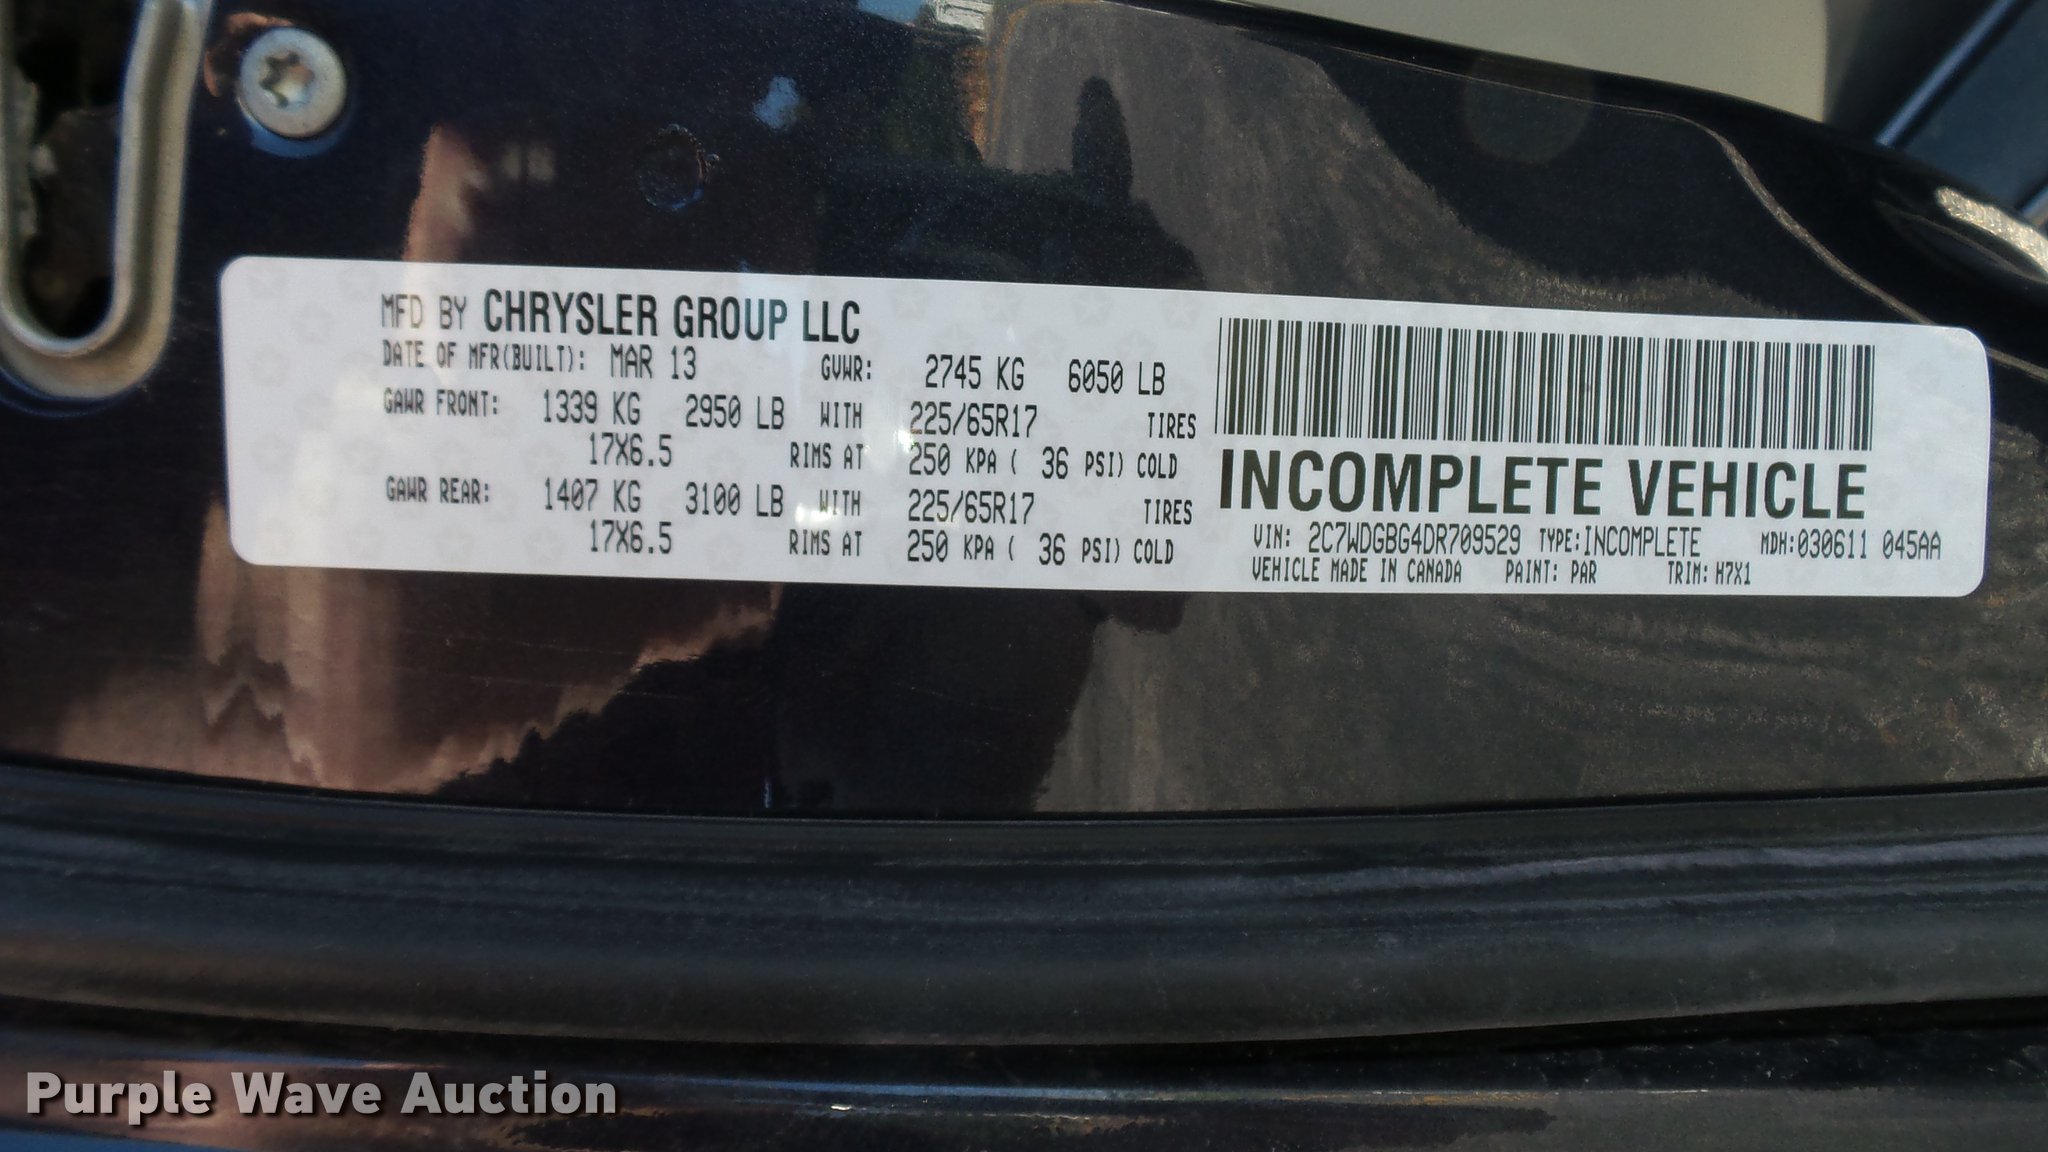 MFD BY CHRYSLER GROUP LLC
DATE OF MFR(BUILT): MAR 13 GVWR: 2745 KG 6050 LB
GAWR FRONT: 1339 KG 2950 LB WITH 225/65R17 TIRES
17X6.5 RIMS AT 250 KPA ( 36 PSI) COLD
GAWR REAR: 1407 KG 3100 LB WITH 225/65R17 TIRES
17X6.5 RIMS AT 250 KPA ( 36 PSI) COLD
INCOMPLETE VEHICLE
VIN: 2C7WDGBG4DR709529 TYPE:INCOMPLETE MDH:030611 045AA
VEHICLE MADE IN CANADA PAINT: PAR TRIM: H7X1
Purple Wave Auction